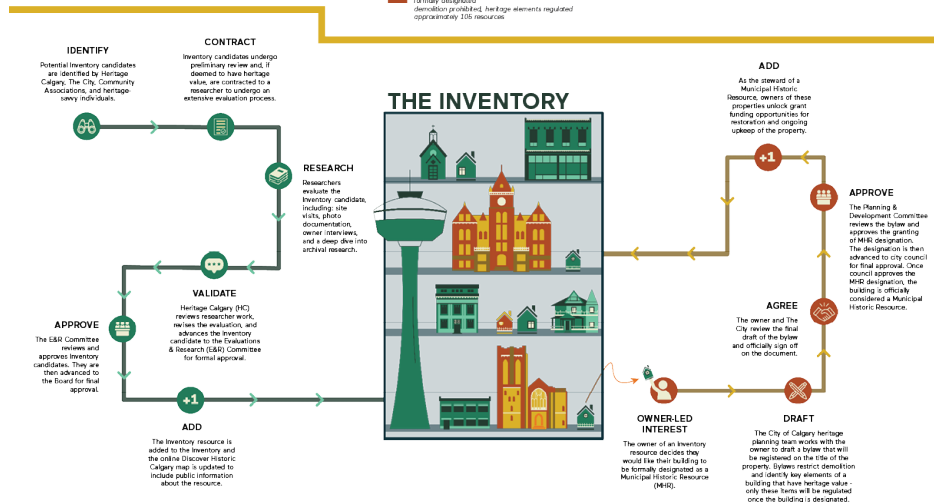 formally designated
demolition prohibited, heritage elements regulated
approximately 105 resources
IDENTIFY
Potential Inventory candidates
are identified by Heritage
Calgary, The City, Community
Associations, and heritage-
savvy individuals.
CONTRACT
Inventory candidates undergo
preliminary review and, if
deemed to have heritage
value, are contracted to a
researcher to undergo an
extensive evaluation process.
RESEARCH
Researchers
evaluate the
Inventory candidate,
including: site
visits, photo
documentation,
owner interviews,
and a deep dive into
archival research.
VALIDATE
Heritage Calgary (HC)
reviews researcher work,
revises the evaluation, and
advances the Inventory
candidate to the Evaluations
& Research (E&R) Committee
for formal approval.
APPROVE
The E&R Committee
reviews and
approves Inventory
candidates. They are
then advanced to
the Board for final
approval.
+1
ADD
The Inventory resource is
added to the Inventory and
the online Discover Historic
Calgary map is updated to
include public information
about the resource.
THE INVENTORY
OWNER-LED
INTEREST
The owner of an Inventory
resource decides they
would like their building to
be formally designated as a
Municipal Historic Resource
(MHR).
DRAFT
The City of Calgary heritage
planning team works with the
owner to draft a bylaw that will
be registered on the title of the
property. Bylaws restrict demolition
and identify key elements of a
building that have heritage value -
only these items will be regulated
once the building is designated.
AGREE
The owner and The
City review the final
draft of the bylaw
and officially sign off
on the document.
APPROVE
The Planning &
Development Committee
reviews the bylaw and
approves the granting
of MHR designation.
The designation is then
advanced to city council
for final approval. Once
council approves the
MHR designation, the
building is officially
considered a Municipal
Historic Resource.
ADD
As the steward of a
Municipal Historic
Resource, owners of these
properties unlock grant
funding opportunities for
restoration and ongoing
upkeep of the property.
+1